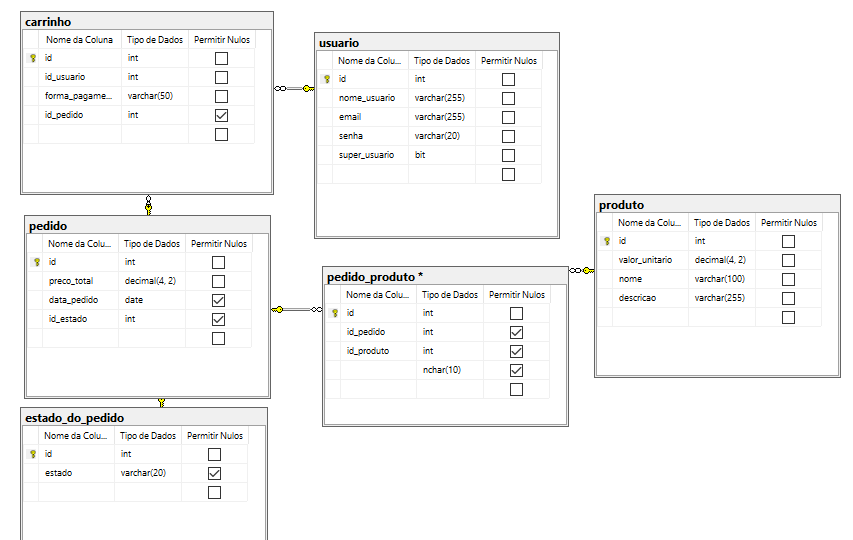 carrinho
Nome da Coluna Tipo de Dados Permitir Nulos
id int
id_usuario int
forma_pagame... varchar(50)
id_pedido int
usuario
Nome da Colu... Tipo de Dados Permitir Nulos
id int
nome_usuario varchar(255)
email varchar(255)
senha varchar(20)
super_usuario bit
produto
Nome da Colu... Tipo de Dados Permitir Nulos
id int
valor_unitario decimal(4, 2)
nome varchar(100)
descricao varchar(255)
pedido
Nome da Colu... Tipo de Dados Permitir Nulos
id int
preco_total decimal(4, 2)
data_pedido date
id_estado int
pedido_produto *
Nome da Colu... Tipo de Dados Permitir Nulos
id int
id_pedido int
id_produto int
nchar(10)
estado_do_pedido
Nome da Colu... Tipo de Dados Permitir Nulos
id int
estado varchar(20)